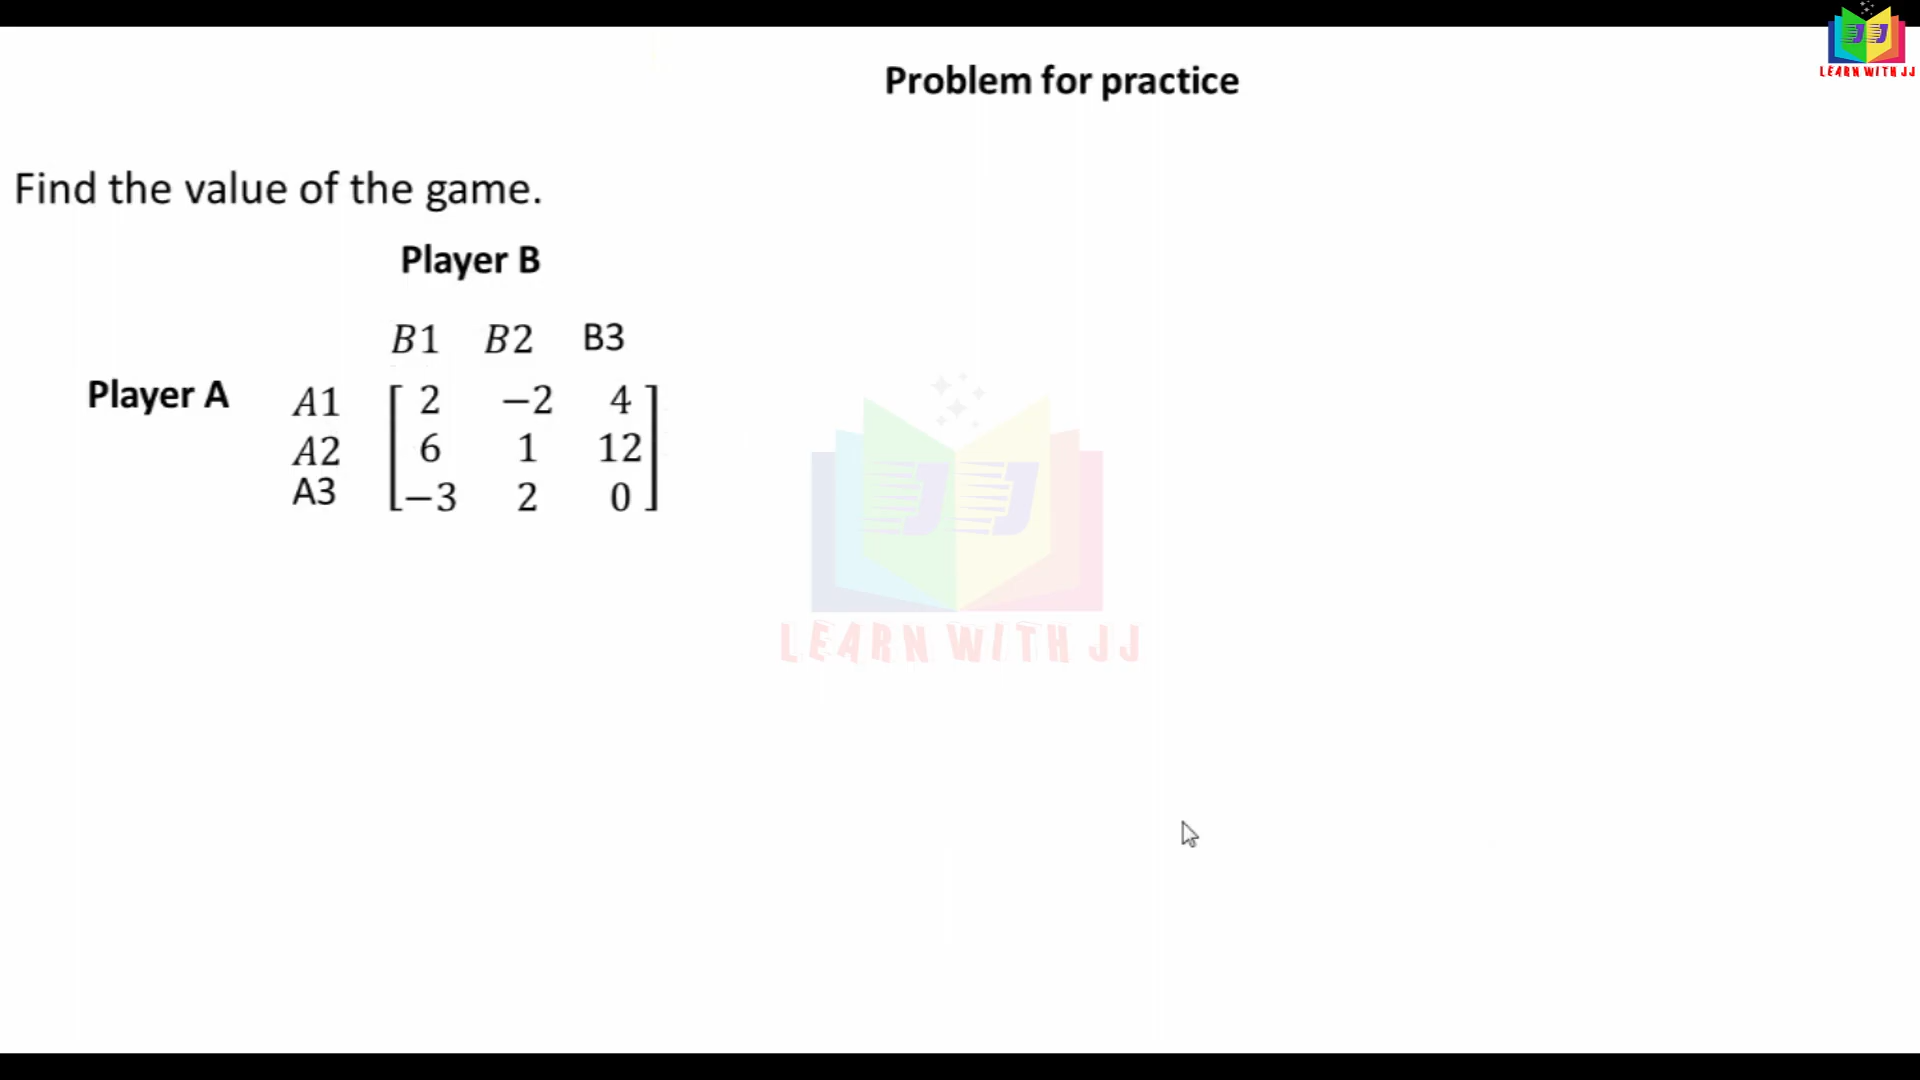 LEARN WITH JJ
Problem for practice
Find the value of the game.
Player B
B1 B2 B3
Player A A1 2 −2 4
A2 6 1 12
A3 −3 2 0
JJ
LEARN WITH JJ